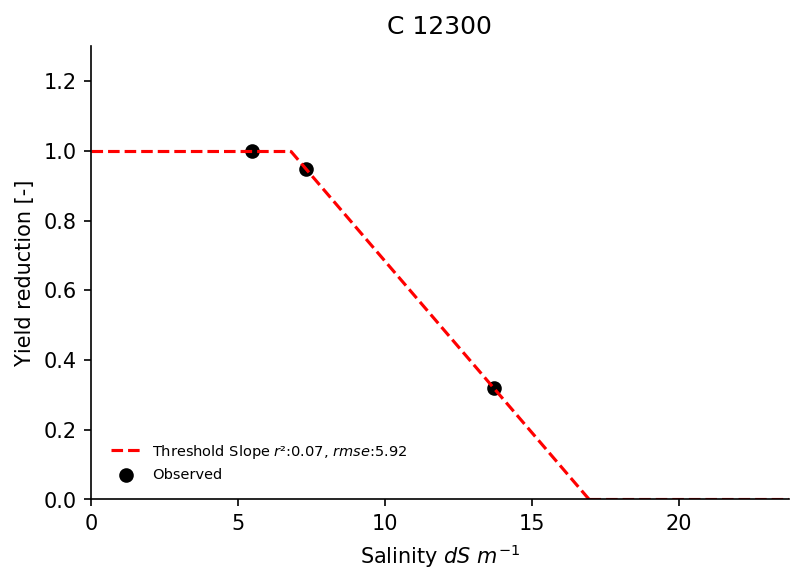 C 12300
Yield reduction [-]
1.2
1.0
0.8
0.6
0.4
0.2
0.0
Threshold Slope r²:0.07, rmse:5.92
Observed
0 5 10 15 20
Salinity dS m⁻¹